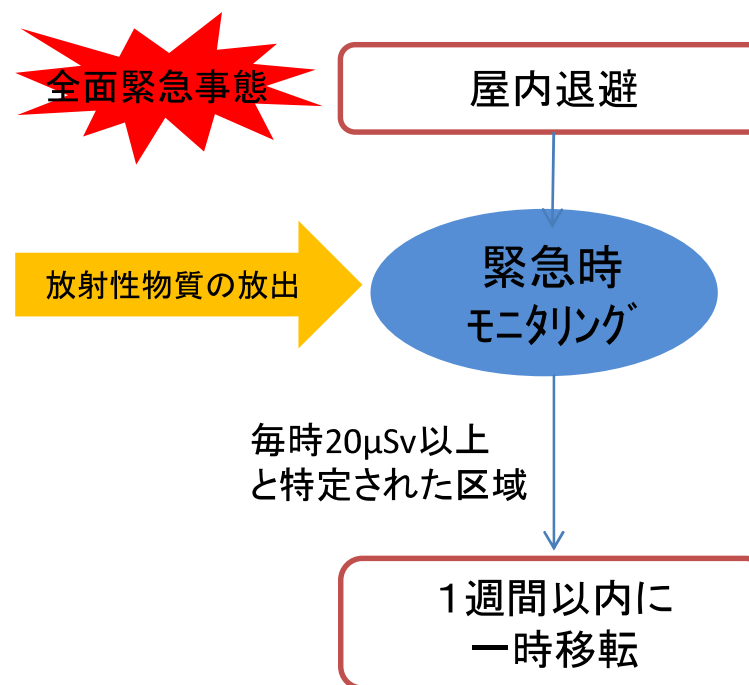 全面緊急事態
屋内退避
放射性物質の放出
緊急時
モニタリング
毎時20μSv以上
と特定された区域
１週間以内に
一時移転